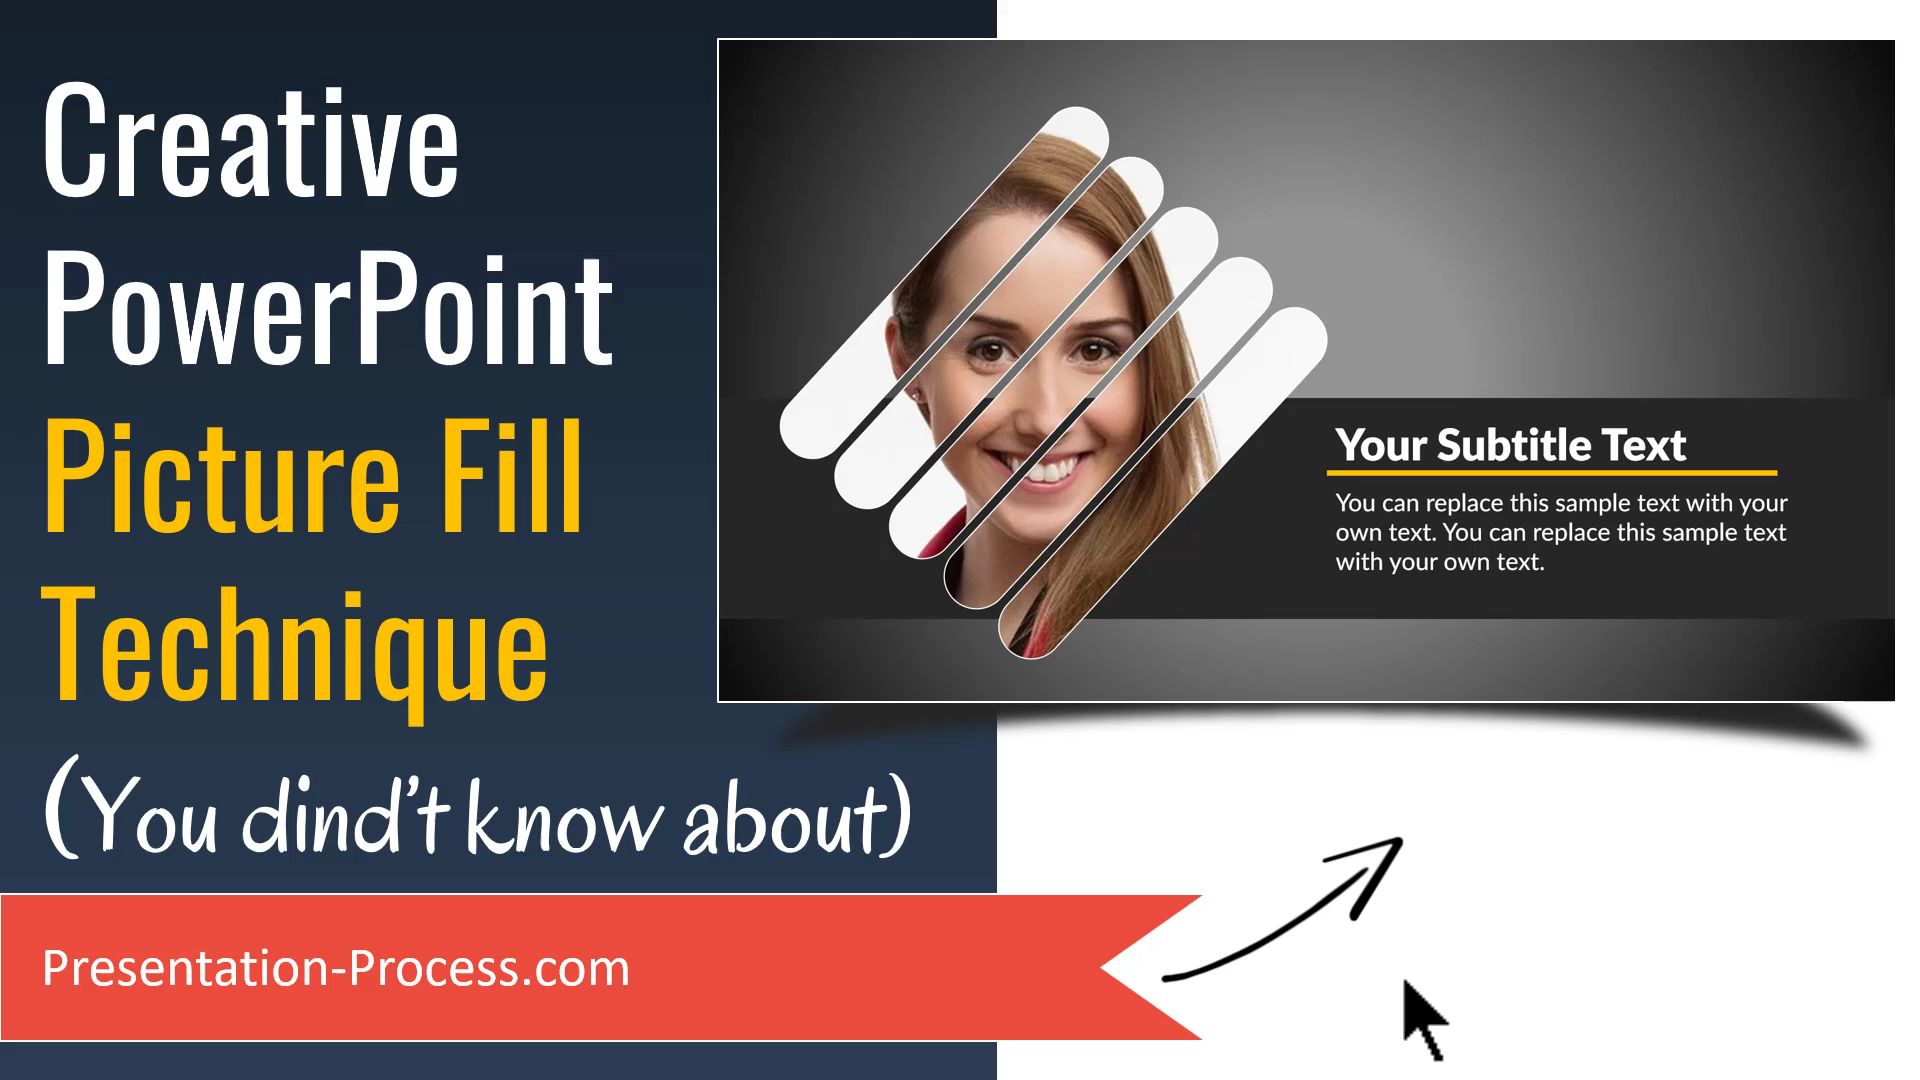 Creative
PowerPoint
Picture Fill
Technique
(You dind't know about)
Presentation-Process.com
Your Subtitle Text
You can replace this sample text with your
own text. You can replace this sample text
with your own text.